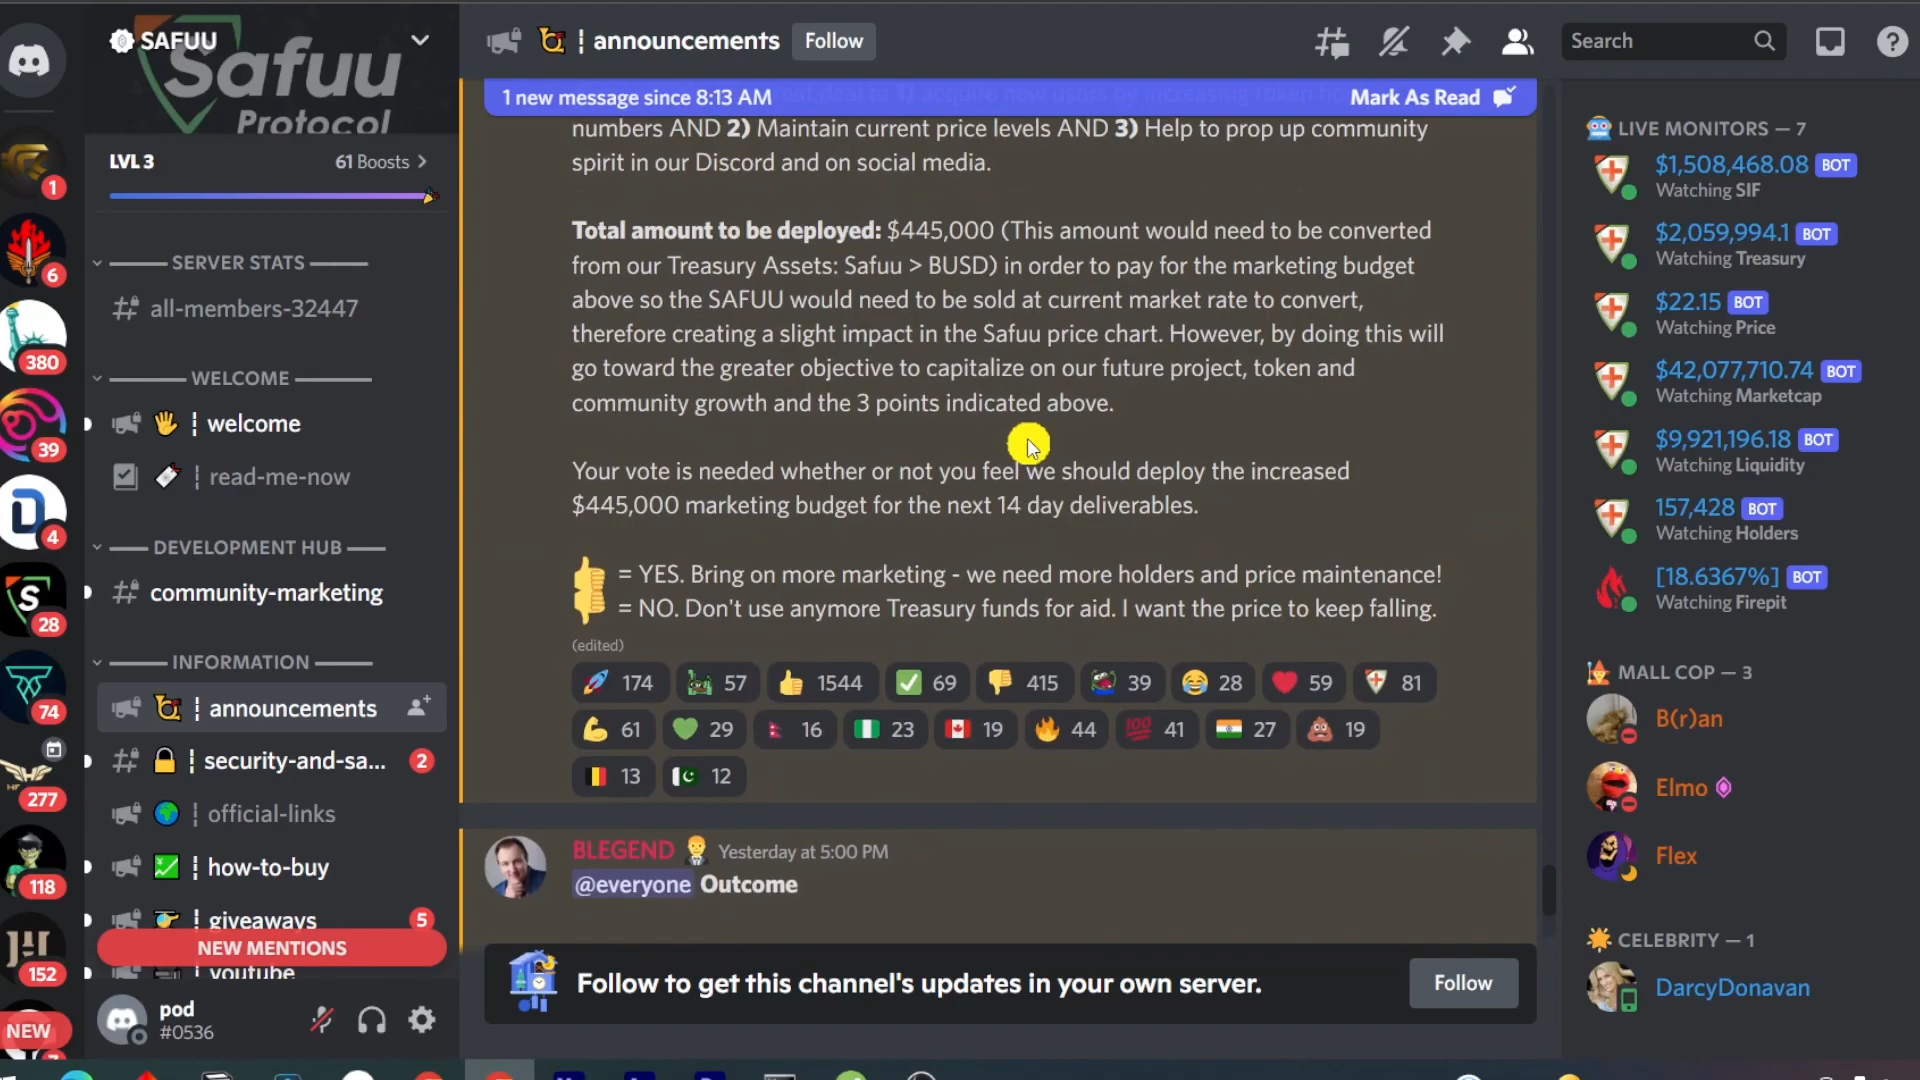 SAFUU
Safuu
Protocol
LVL 3
61 Boosts
SERVER STATS
all-members-32447
WELCOME
welcome
read-me-now
DEVELOPMENT HUB
community-marketing
INFORMATION
announcements
security-and-sa...
2
official-links
how-to-buy
giveaways
5
NEW MENTIONS
youtube
pod
#0536
1
6
380
39
4
28
74
277
118
152
NEW
announcements
Follow
Search
1 new message since 8:13 AM
Mark As Read
numbers AND 2) Maintain current price levels AND 3) Help to prop up community
spirit in our Discord and on social media.
Total amount to be deployed: $445,000 (This amount would need to be converted
from our Treasury Assets: Safuu > BUSD) in order to pay for the marketing budget
above so the SAFUU would need to be sold at current market rate to convert,
therefore creating a slight impact in the Safuu price chart. However, by doing this will
go toward the greater objective to capitalize on our future project, token and
community growth and the 3 points indicated above.
Your vote is needed whether or not you feel we should deploy the increased
$445,000 marketing budget for the next 14 day deliverables.
= YES. Bring on more marketing - we need more holders and price maintenance!
= NO. Don't use anymore Treasury funds for aid. I want the price to keep falling.
(edited)
174 57 1544 69 415 39 28 59 81
61 29 16 23 19 44 41 27 19
13 12
BLEGEND Yesterday at 5:00 PM
@everyone Outcome
Follow to get this channel's updates in your own server.
Follow
LIVE MONITORS — 7
$1,508,468.08 BOT
Watching SIF
$2,059,994.1 BOT
Watching Treasury
$22.15 BOT
Watching Price
$42,077,710.74 BOT
Watching Marketcap
$9,921,196.18 BOT
Watching Liquidity
157,428 BOT
Watching Holders
[18.6367%] BOT
Watching Firepit
MALL COP — 3
B(r)an
Elmo
Flex
CELEBRITY — 1
DarcyDonavan